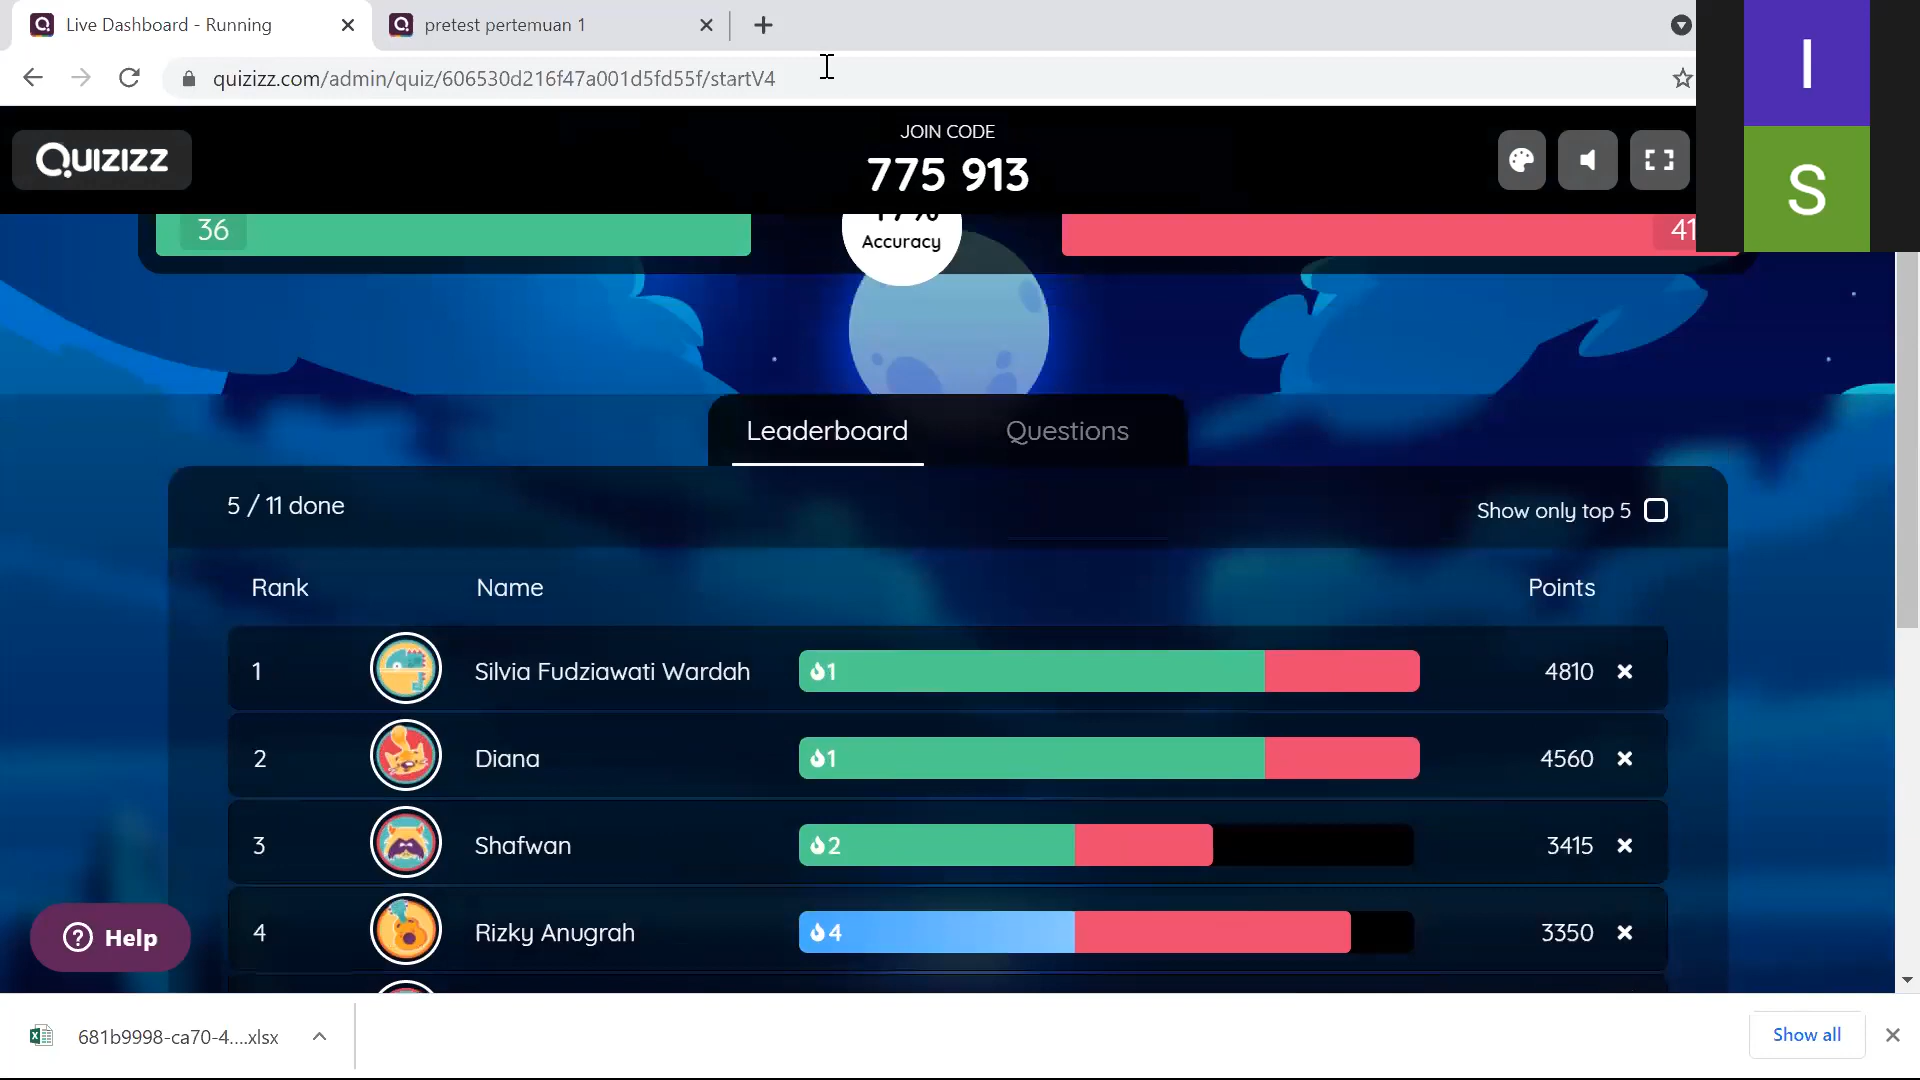 Live Dashboard - Running
pretest pertemuan 1
quizizz.com/admin/quiz/606530d216f47a001d5fd55f/startV4
I
S
QUIZIZZ
JOIN CODE
775 913
36
Accuracy
41
Leaderboard
Questions
5 / 11 done
Show only top 5
Rank Name Points
1 Silvia Fudziawati Wardah 1 4810
2 Diana 1 4560
3 Shafwan 2 3415
4 Rizky Anugrah 4 3350
? Help
681b9998-ca70-4....xlsx
Show all